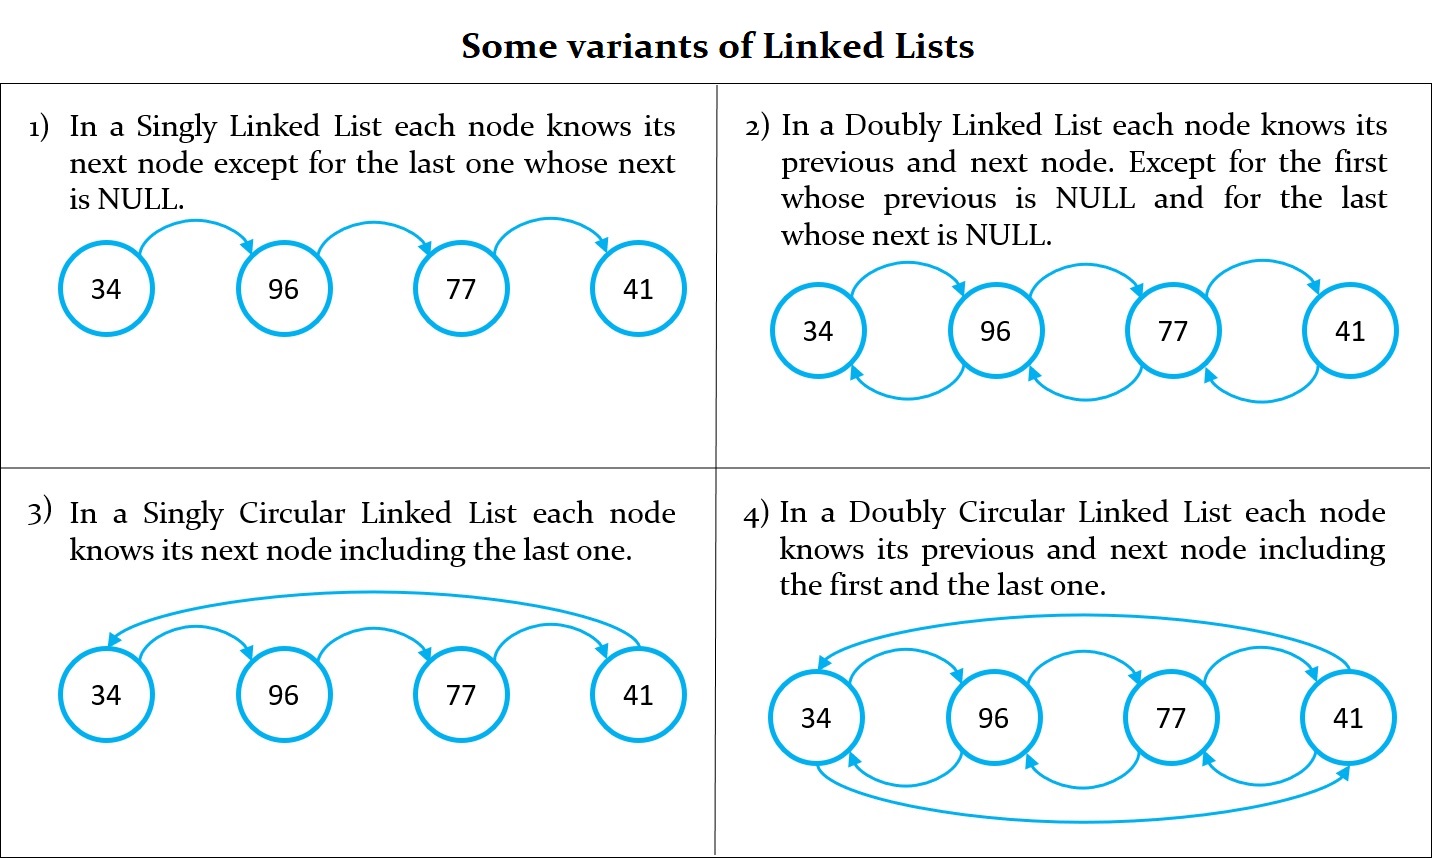 Some variants of Linked Lists
1) In a Singly Linked List each node knows its
next node except for the last one whose next
is NULL.
34 96 77 41
2) In a Doubly Linked List each node knows its
previous and next node. Except for the first
whose previous is NULL and for the last
whose next is NULL.
34 96 77 41
3) In a Singly Circular Linked List each node
knows its next node including the last one.
34 96 77 41
4) In a Doubly Circular Linked List each node
knows its previous and next node including
the first and the last one.
34 96 77 41